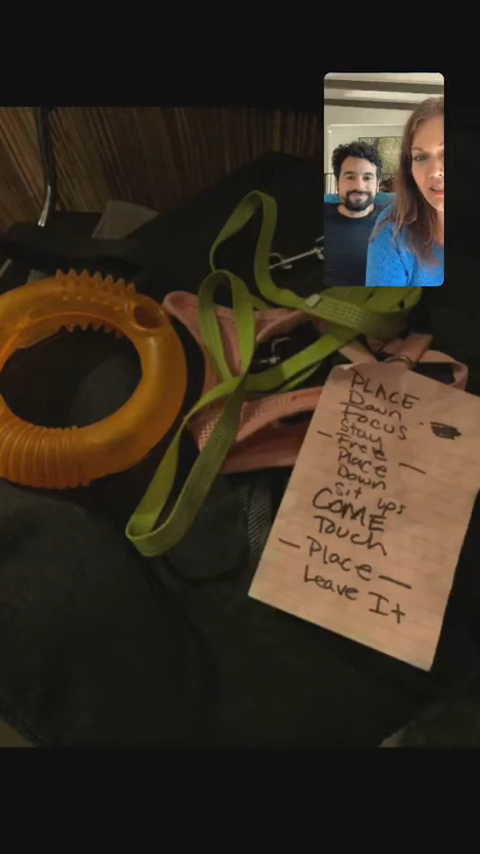 PLACE
Down
Focus
Stay
— Free —
Place
Down
Sit ups
COME
Touch
— Place —
Leave It